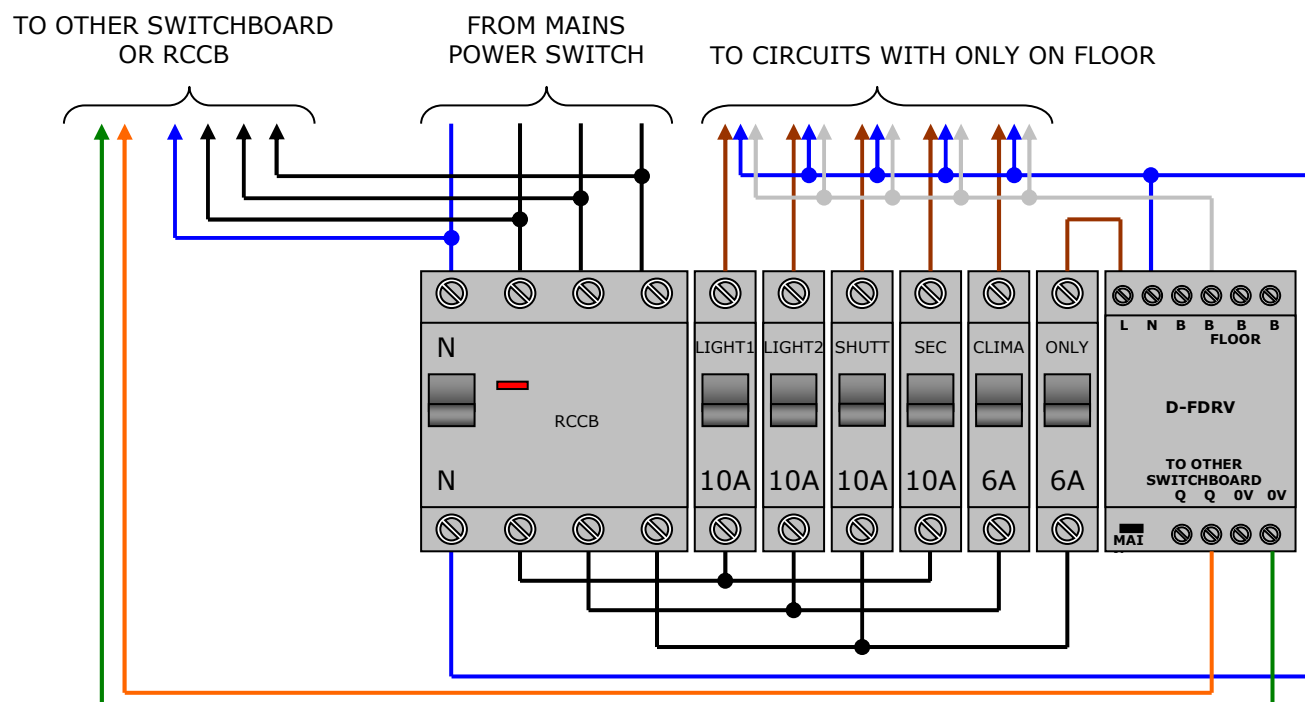 TO OTHER SWITCHBOARD
OR RCCB
FROM MAINS
POWER SWITCH
TO CIRCUITS WITH ONLY ON FLOOR
L N B B B B
FLOOR
N
LIGHT1 LIGHT2 SHUTT SEC CLIMA ONLY
RCCB
D-FDRV
N
10A 10A 10A 10A 6A 6A
TO OTHER
SWITCHBOARD
Q Q 0V 0V
MAI